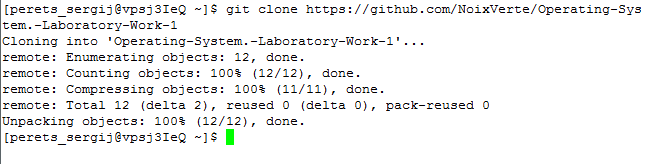 [perets_sergij@vpsj3IeQ ~]$ git clone https://github.com/NoixVerte/Operating-Sys
tem.-Laboratory-Work-1
Cloning into 'Operating-System.-Laboratory-Work-1'...
remote: Enumerating objects: 12, done.
remote: Counting objects: 100% (12/12), done.
remote: Compressing objects: 100% (11/11), done.
remote: Total 12 (delta 2), reused 0 (delta 0), pack-reused 0
Unpacking objects: 100% (12/12), done.
[perets_sergij@vpsj3IeQ ~]$